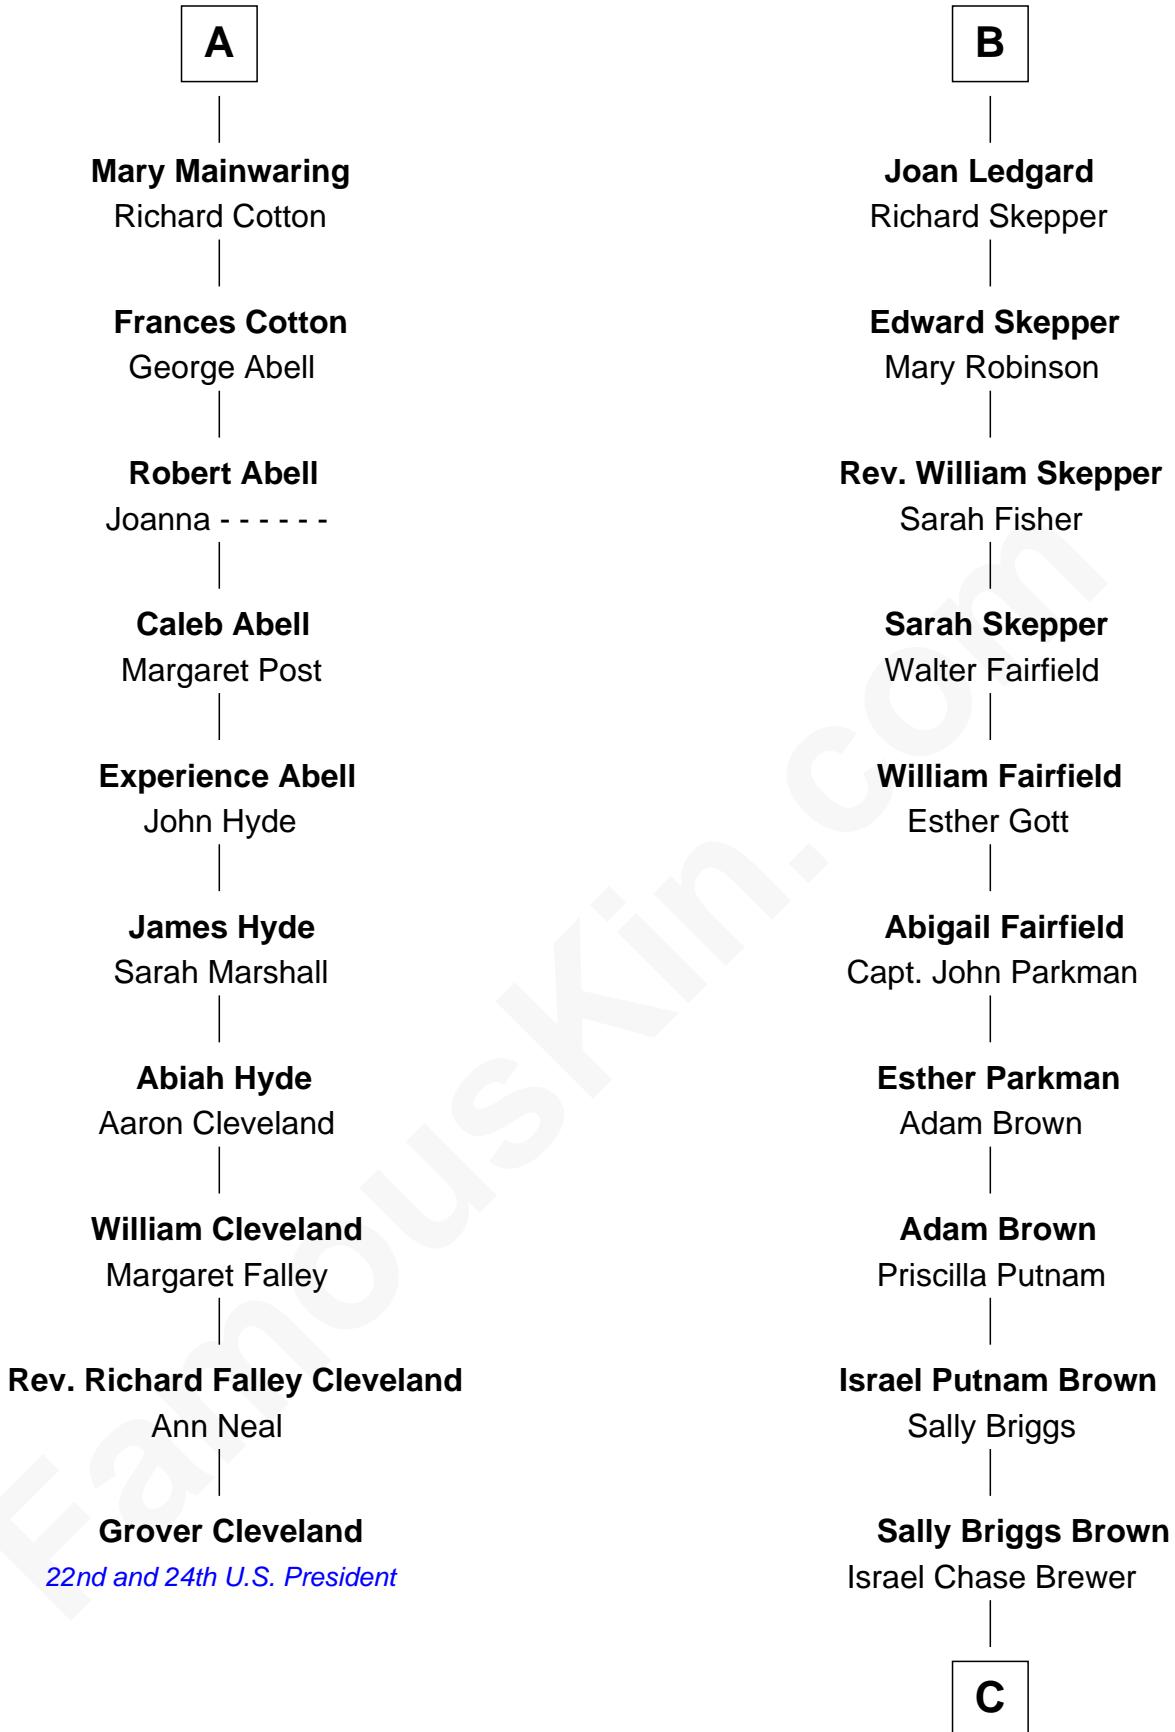 A
Mary Mainwaring
Richard Cotton
Frances Cotton
George Abell
Robert Abell
Joanna - - - - - -
Caleb Abell
Margaret Post
Experience Abell
John Hyde
James Hyde
Sarah Marshall
Abiah Hyde
Aaron Cleveland
William Cleveland
Margaret Falley
Rev. Richard Falley Cleveland
Ann Neal
Grover Cleveland
22nd and 24th U.S. President
B
Joan Ledgard
Richard Skepper
Edward Skepper
Mary Robinson
Rev. William Skepper
Sarah Fisher
Sarah Skepper
Walter Fairfield
William Fairfield
Esther Gott
Abigail Fairfield
Capt. John Parkman
Esther Parkman
Adam Brown
Adam Brown
Priscilla Putnam
Israel Putnam Brown
Sally Briggs
Sally Briggs Brown
Israel Chase Brewer
C
FamousKin.com